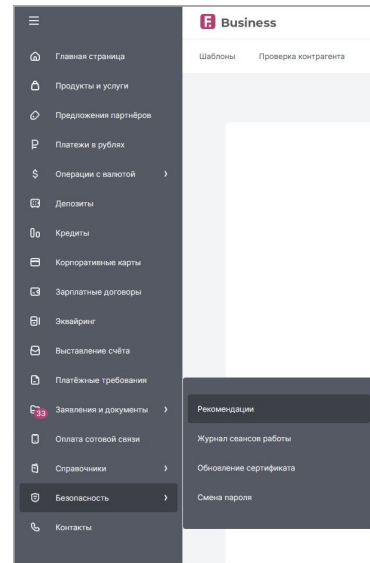 F. Business
Шаблоны Проверка контрагента
Главная страница
Продукты и услуги
Предложения партнёров
Платежи в рублях
Операции с валютой
Депозиты
Кредиты
Корпоративные карты
Зарплатные договоры
Эквайринг
Выставление счёта
Платёжные требования
33 Заявления и документы
Оплата сотовой связи
Справочники
Безопасность
Контакты
Рекомендации
Журнал сеансов работы
Обновление сертификата
Смена пароля